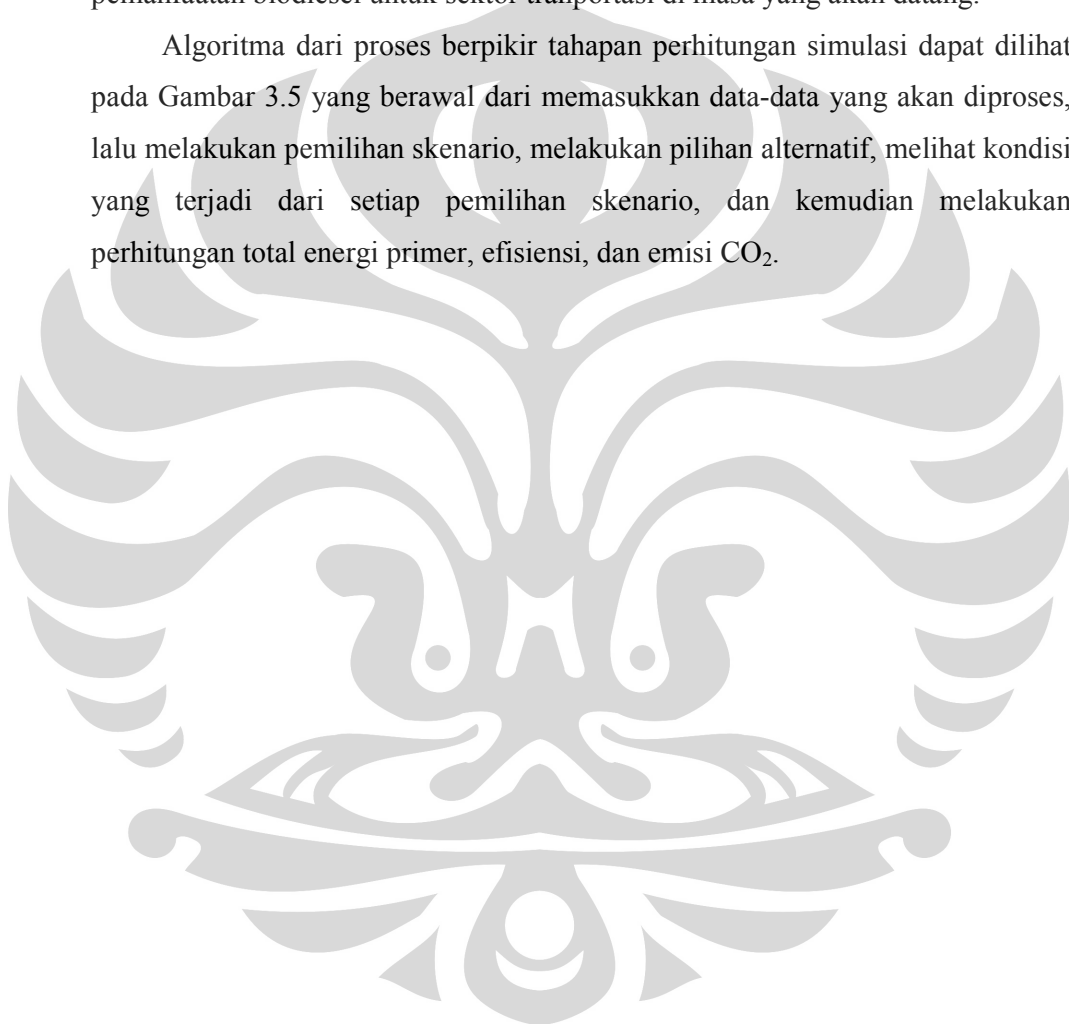 pemanfaatan biodiesel untuk sektor tranportasi di masa yang akan datang.
Algoritma dari proses berpikir tahapan perhitungan simulasi dapat dilihat
pada Gambar 3.5 yang berawal dari memasukkan data-data yang akan diproses,
lalu melakukan pemilihan skenario, melakukan pilihan alternatif, melihat kondisi
yang terjadi dari setiap pemilihan skenario, dan kemudian melakukan
perhitungan total energi primer, efisiensi, dan emisi CO₂.